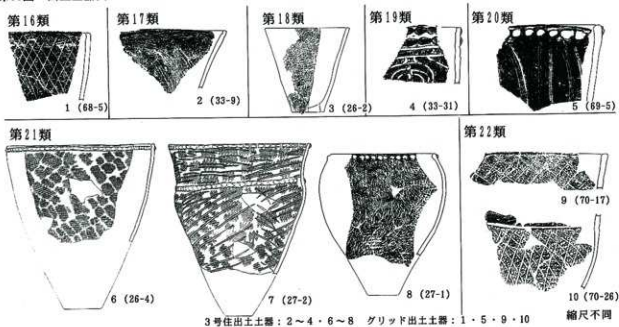 第16類
第17類
第18類
第19類
第20類
1 (68-5)
2 (33-9)
3 (26-2)
4 (33-31)
5 (69-5)
第21類
第22類
6 (26-4)
7 (27-2)
8 (27-1)
9 (70-17)
10 (70-26)
3号住出土土器：2～4・6～8 グリッド出土土器：1・5・9・10
縮尺不同